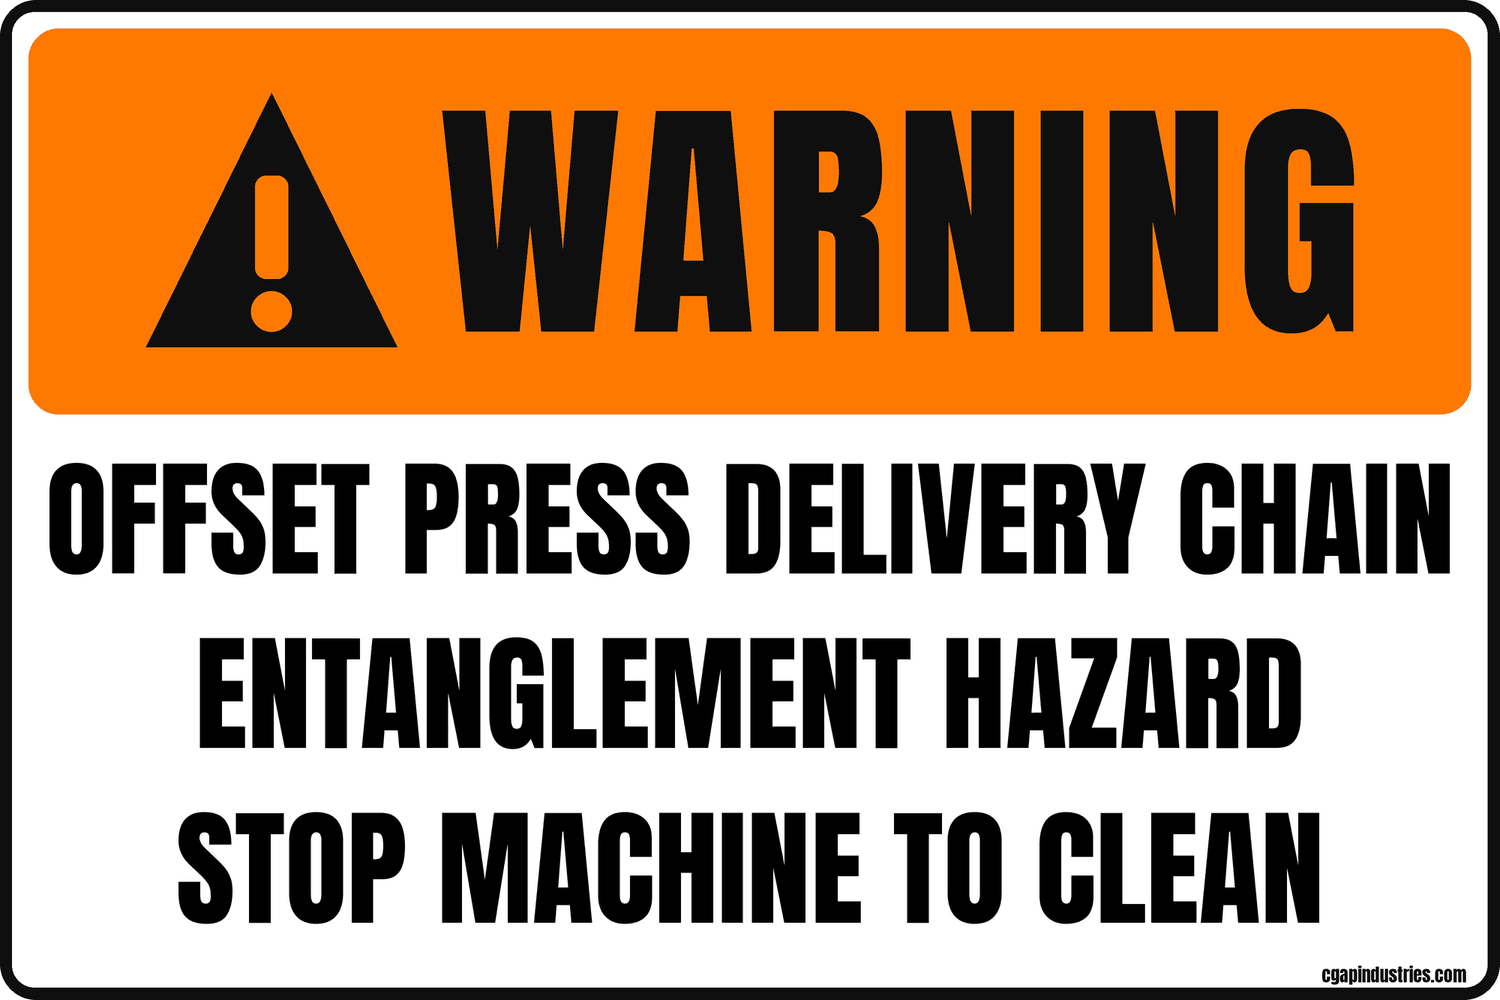 WARNING
OFFSET PRESS DELIVERY CHAIN
ENTANGLEMENT HAZARD
STOP MACHINE TO CLEAN
cgapindustries.com